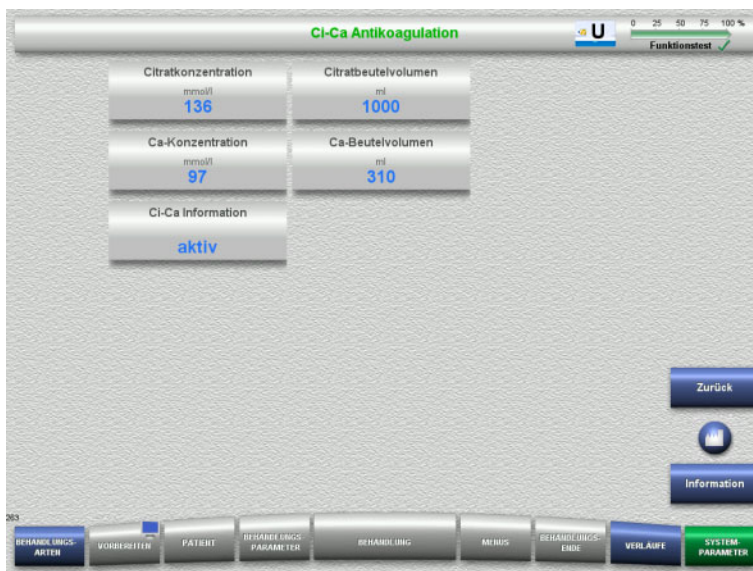 Ci-Ca Antikoagulation
U
0 25 50 75 100 %
Funktionstest
Citratkonzentration
mmol/l
136
Citratbeutelvolumen
ml
1000
Ca-Konzentration
mmol/l
97
Ca-Beutelvolumen
ml
310
Ci-Ca Information
aktiv
Zurück
Information
263
BEHANDLUNGS-
ARTEN
VORBEREITEN
PATIENT
BEHANDLUNGS-
PARAMETER
BEHANDLUNG
MENUS
BEHANDLUNGS-
ENDE
VERLÄUFE
SYSTEM-
PARAMETER